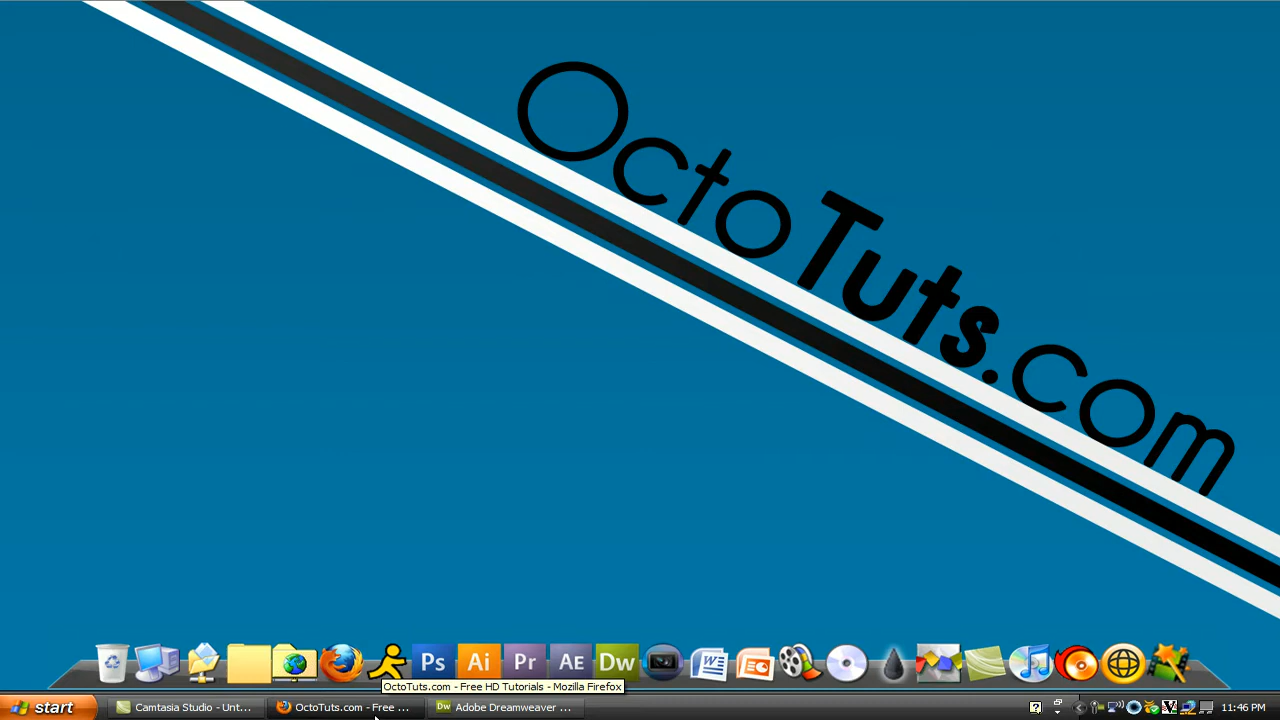 OctoTuts.com
Ps
Ai
Pr
AE
Dw
OctoTuts.com - Free HD Tutorials - Mozilla Firefox
start
Camtasia Studio - Unt...
OctoTuts.com - Free ...
Dw
Adobe Dreamweaver ...
11:46 PM